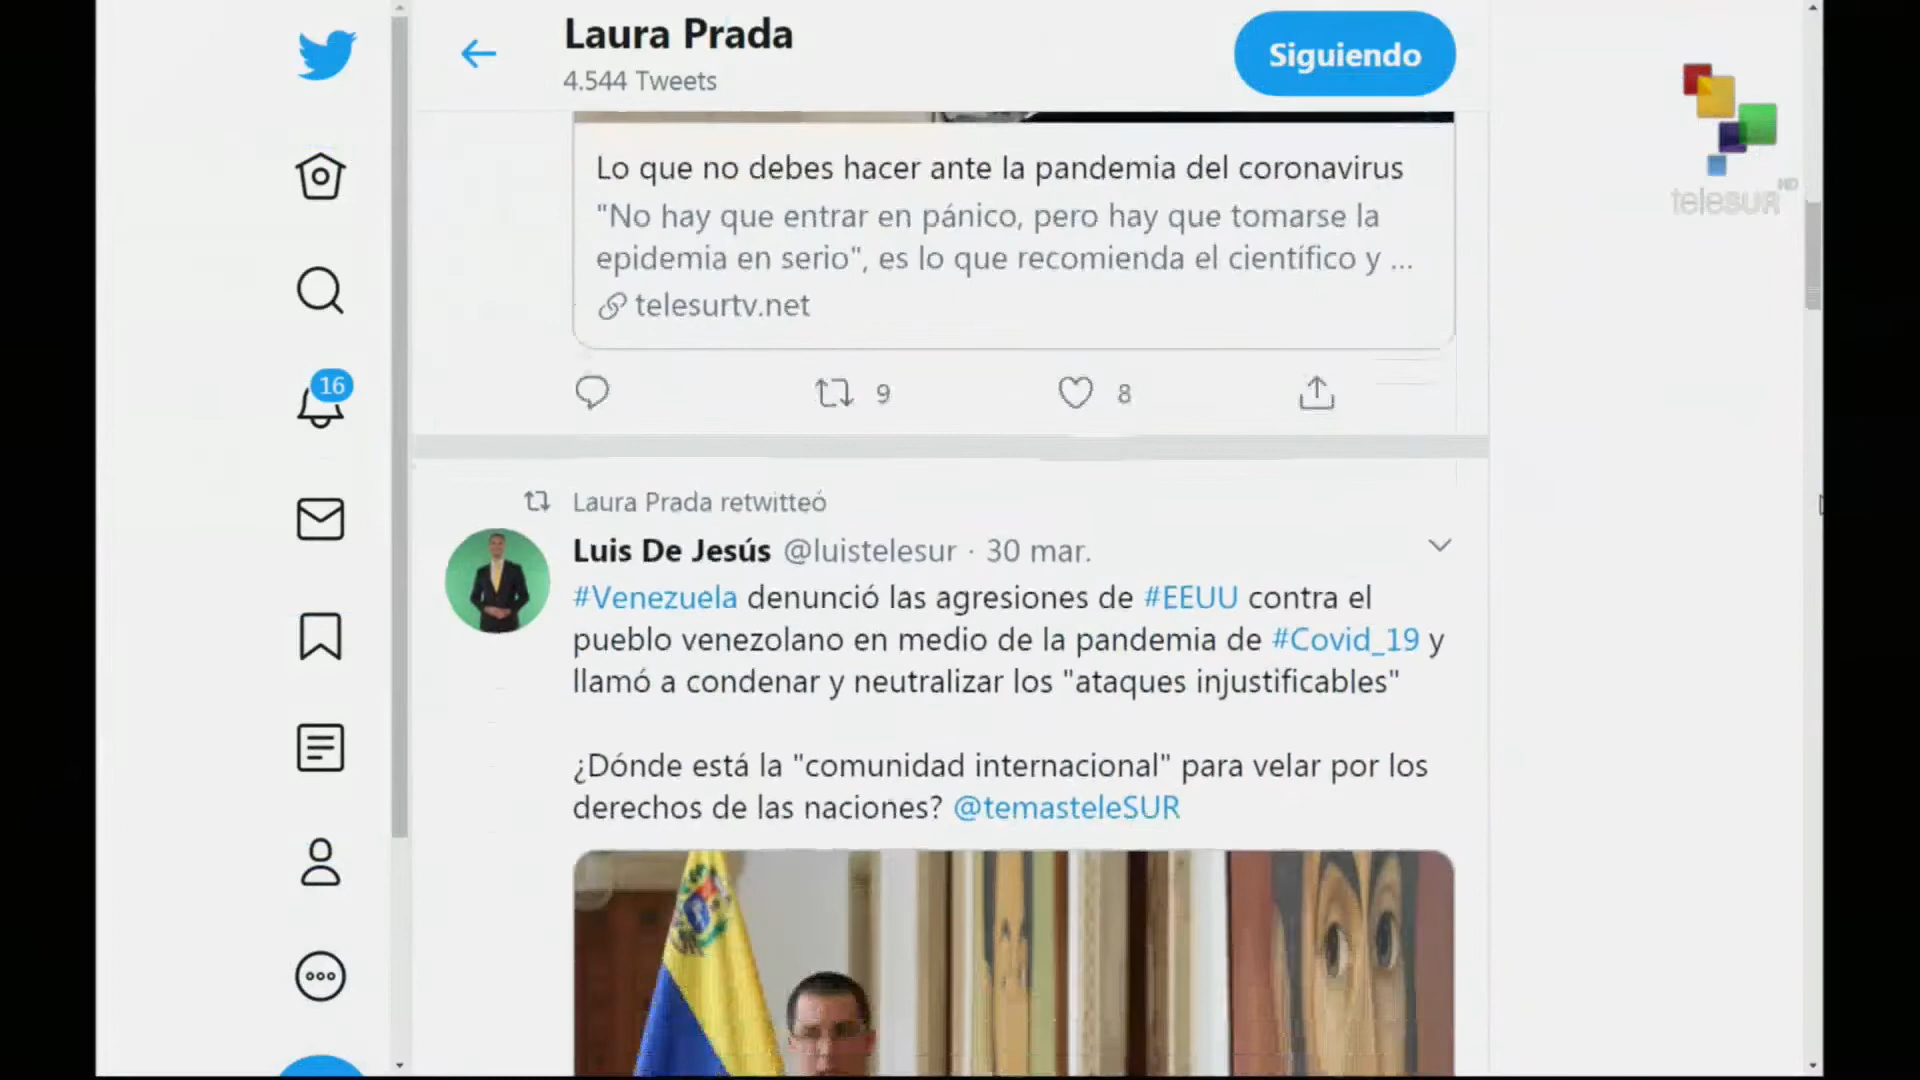 Laura Prada
4.544 Tweets
Siguiendo
teleSUR HD
Lo que no debes hacer ante la pandemia del coronavirus
"No hay que entrar en pánico, pero hay que tomarse la
epidemia en serio", es lo que recomienda el científico y ...
telesurtv.net
9
8
16
Laura Prada retwitteó
Luis De Jesús @luistelesur · 30 mar.
#Venezuela denunció las agresiones de #EEUU contra el
pueblo venezolano en medio de la pandemia de #Covid_19 y
llamó a condenar y neutralizar los "ataques injustificables"
¿Dónde está la "comunidad internacional" para velar por los
derechos de las naciones? @temasteleSUR